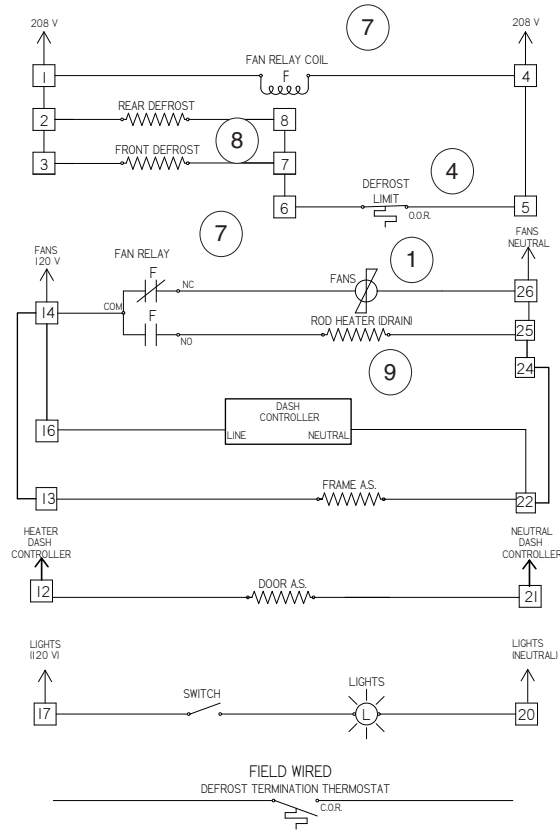 7
208 V
208 V
FAN RELAY COIL
F
1
4
REAR DEFROST
2
8
FRONT DEFROST
8
3
7
4
DEFROST
LIMIT
O.O.R.
6
5
7
FANS
NEUTRAL
FANS
120 V
FAN RELAY
1
F
NC
FANS
26
14
COM
F
ROD HEATER (DRAIN)
25
NO
24
9
DASH
CONTROLLER
16
LINE
NEUTRAL
FRAME A.S.
13
22
HEATER
DASH
CONTROLLER
NEUTRAL
DASH
CONTROLLER
DOOR A.S.
12
21
LIGHTS
(120 V)
LIGHTS
(NEUTRAL)
LIGHTS
SWITCH
17
L
20
FIELD WIRED
DEFROST TERMINATION THERMOSTAT
C.O.R.